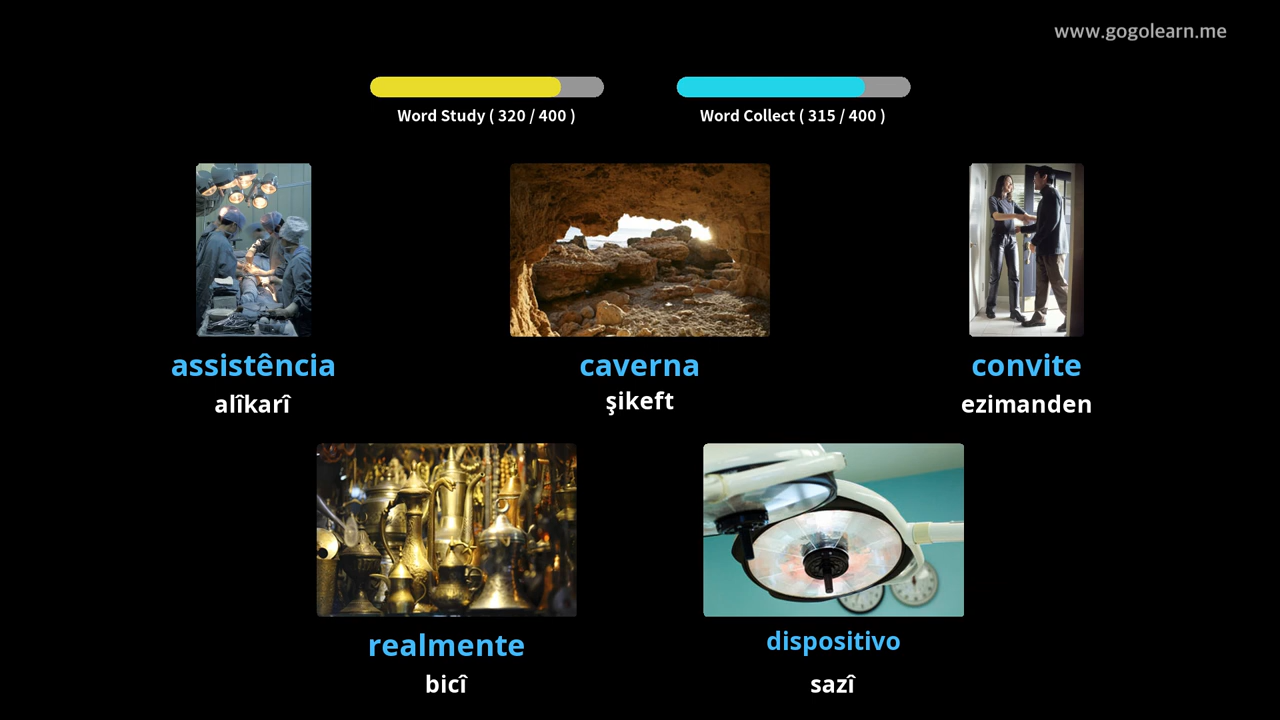 www.gogolearn.me
Word Study ( 320 / 400 )
Word Collect ( 315 / 400 )
assistência
caverna
convite
alîkarî
şikeft
ezimanden
realmente
dispositivo
bicî
sazî